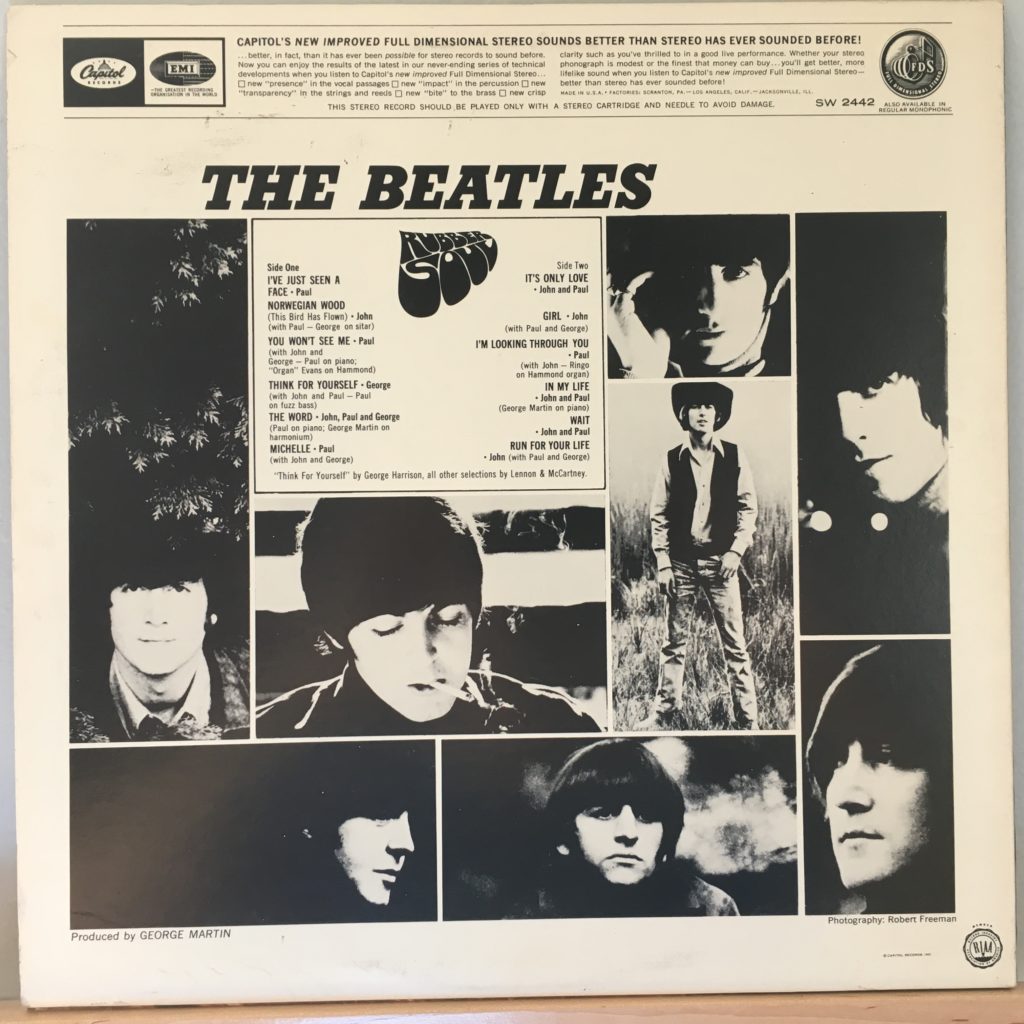 CAPITOL'S NEW IMPROVED FULL DIMENSIONAL STEREO SOUNDS BETTER THAN STEREO HAS EVER SOUNDED BEFORE!
Capitol
RECORDS
EMI
THE GREATEST RECORDING
ORGANISATION IN THE WORLD
...better, in fact, than it has ever been possible for stereo records to sound before.
Now you can enjoy the results of the latest in our never-ending series of technical
developments when you listen to Capitol's new improved Full Dimensional Stereo...
□ new "presence" in the vocal passages □ new "impact" in the percussion □ new
"transparency" in the strings and reeds □ new "bite" to the brass □ new crisp
clarity such as you've thrilled to in a good live performance. Whether your stereo
phonograph is modest or the finest that money can buy...you'll get better, more
lifelike sound when you listen to Capitol's new improved Full Dimensional Stereo—
better than stereo has ever sounded before!
MADE IN U.S.A. • FACTORIES: SCRANTON, PA.—LOS ANGELES, CALIF.—JACKSONVILLE, ILL.
FDS
FULL DIMENSIONAL STEREO
THIS STEREO RECORD SHOULD BE PLAYED ONLY WITH A STEREO CARTRIDGE AND NEEDLE TO AVOID DAMAGE.
SW 2442
ALSO AVAILABLE IN
REGULAR MONOPHONIC
THE BEATLES
RUBBER
SOUL
Side One
I'VE JUST SEEN A
FACE • Paul
NORWEGIAN WOOD
(This Bird Has Flown) • John
(with Paul – George on sitar)
YOU WON'T SEE ME • Paul
(with John and
George – Paul on piano;
"Organ" Evans on Hammond)
THINK FOR YOURSELF • George
(with John and Paul – Paul
on fuzz bass)
THE WORD • John, Paul and George
(Paul on piano; George Martin on
harmonium)
MICHELLE • Paul
(with John and George)
Side Two
IT'S ONLY LOVE
• John and Paul
GIRL • John
(with Paul and George)
I'M LOOKING THROUGH YOU
• Paul
(with John – Ringo
on Hammond organ)
IN MY LIFE
• John and Paul
(George Martin on piano)
WAIT
• John and Paul
RUN FOR YOUR LIFE
• John (with Paul and George)
"Think For Yourself" by George Harrison, all other selections by Lennon & McCartney.
Produced by GEORGE MARTIN
Photography: Robert Freeman
© CAPITOL RECORDS, INC.
RIAA